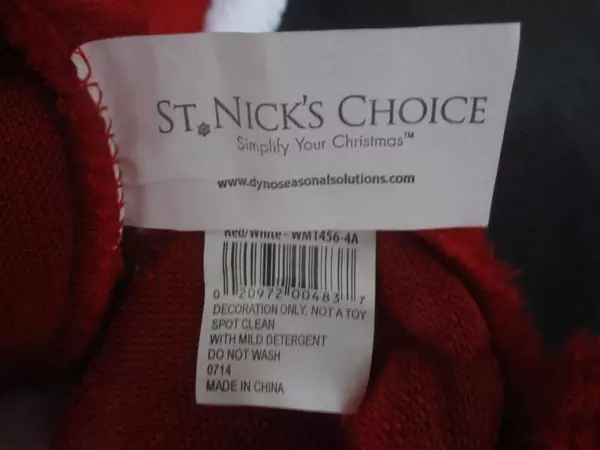 ST. NICK'S CHOICE
Simplify Your Christmas™
www.dynoseasonalsolutions.com
Red/White - WM1456-4A
0 20972 00483 7
DECORATION ONLY. NOT A TOY
SPOT CLEAN
WITH MILD DETERGENT
DO NOT WASH
0714
MADE IN CHINA